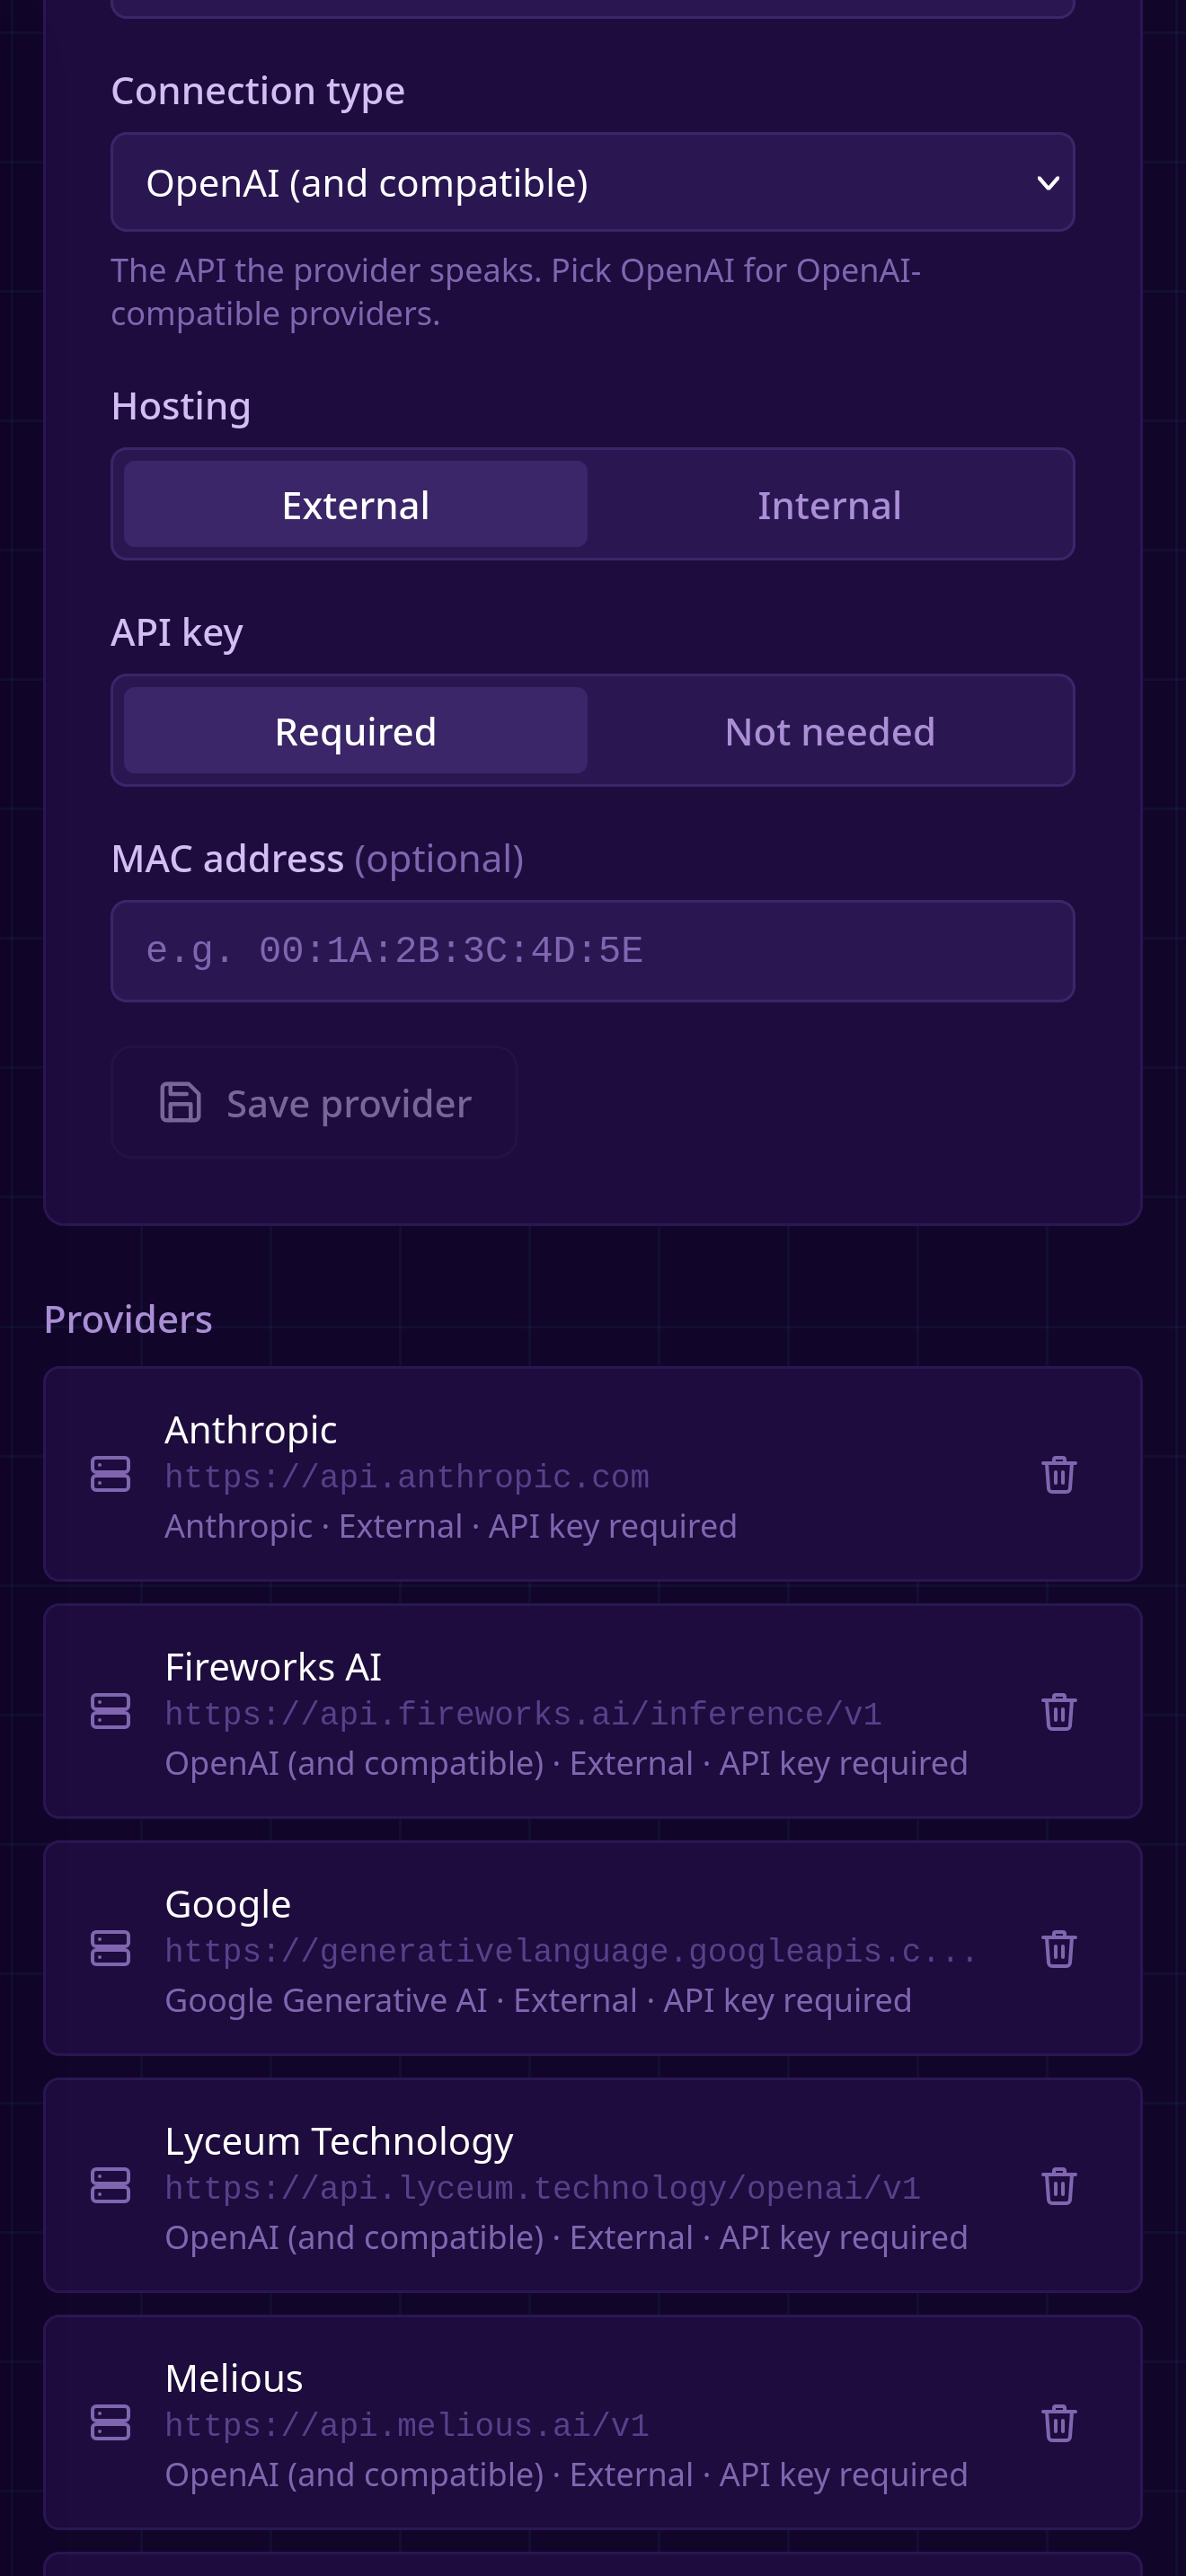 Connection type
OpenAI (and compatible)
The API the provider speaks. Pick OpenAI for OpenAI-
compatible providers.
Hosting
External
Internal
API key
Required
Not needed
MAC address (optional)
e.g. 00:1A:2B:3C:4D:5E
Save provider
Providers
Anthropic
https://api.anthropic.com
Anthropic · External · API key required
Fireworks AI
https://api.fireworks.ai/inference/v1
OpenAI (and compatible) · External · API key required
Google
https://generativelanguage.googleapis.c...
Google Generative AI · External · API key required
Lyceum Technology
https://api.lyceum.technology/openai/v1
OpenAI (and compatible) · External · API key required
Melious
https://api.melious.ai/v1
OpenAI (and compatible) · External · API key required